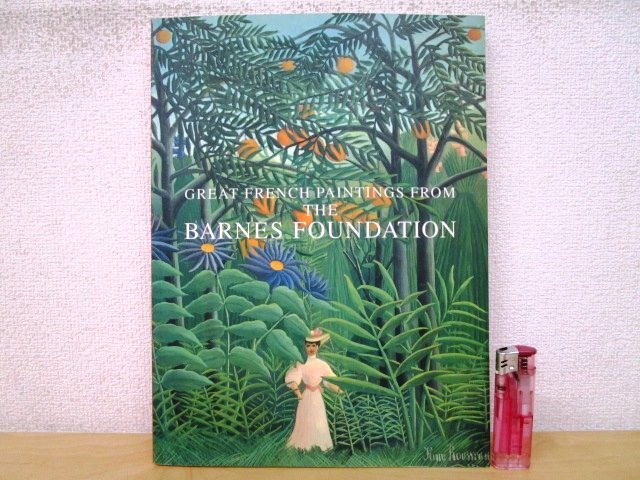 GREAT FRENCH PAINTINGS FROM
THE
BARNES FOUNDATION